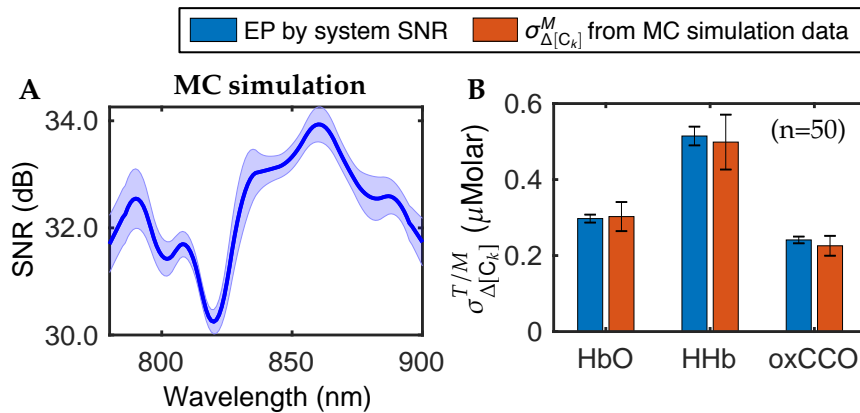 EP by system SNR
σ^M_Δ[C_k] from MC simulation data
A
MC simulation
SNR (dB)
34.0
32.0
30.0
800
850
900
Wavelength (nm)
B
σ^{T/M}_Δ[C_k] (μMolar)
0.6
0.4
0.2
0
(n=50)
HbO
HHb
oxCCO